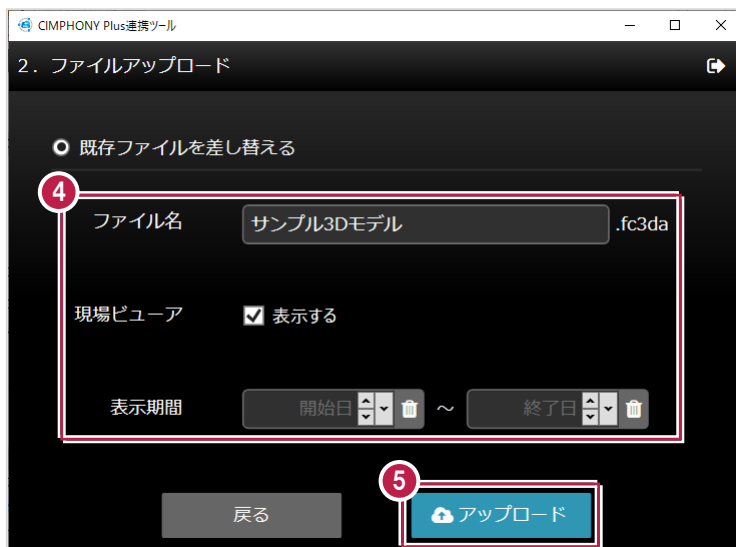 CIMPHONY Plus連携ツール
2．ファイルアップロード
既存ファイルを差し替える
4
ファイル名 サンプル3Dモデル .fc3da
現場ビューア 表示する
表示期間 開始日 ～ 終了日
5
戻る アップロード